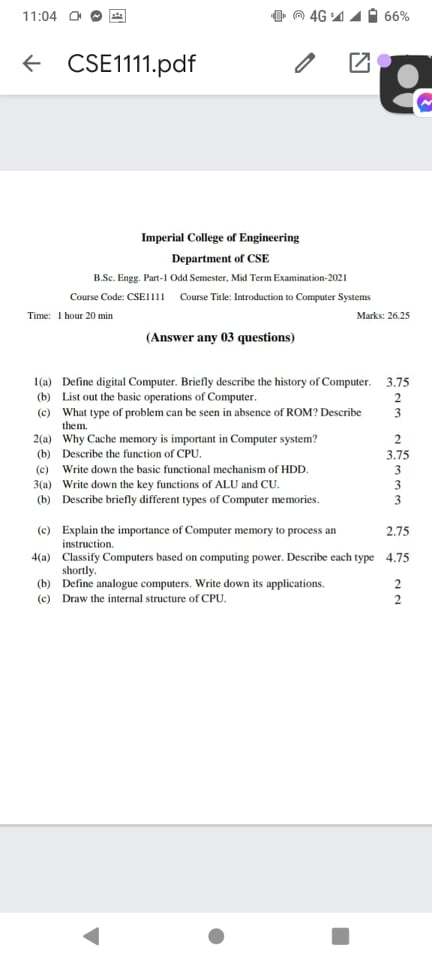 11:04 4G 66%
CSE1111.pdf
Imperial College of Engineering
Department of CSE
B.Sc. Engg. Part-1 Odd Semester, Mid Term Examination-2021
Course Code: CSE1111 Course Title: Introduction to Computer Systems
Time: 1 hour 20 min Marks: 26.25
(Answer any 03 questions)
1(a) Define digital Computer. Briefly describe the history of Computer. 3.75
(b) List out the basic operations of Computer. 2
(c) What type of problem can be seen in absence of ROM? Describe 3
them.
2(a) Why Cache memory is important in Computer system? 2
(b) Describe the function of CPU. 3.75
(c) Write down the basic functional mechanism of HDD. 3
3(a) Write down the key functions of ALU and CU. 3
(b) Describe briefly different types of Computer memories. 3
(c) Explain the importance of Computer memory to process an 2.75
instruction.
4(a) Classify Computers based on computing power. Describe each type 4.75
shortly.
(b) Define analogue computers. Write down its applications. 2
(c) Draw the internal structure of CPU. 2